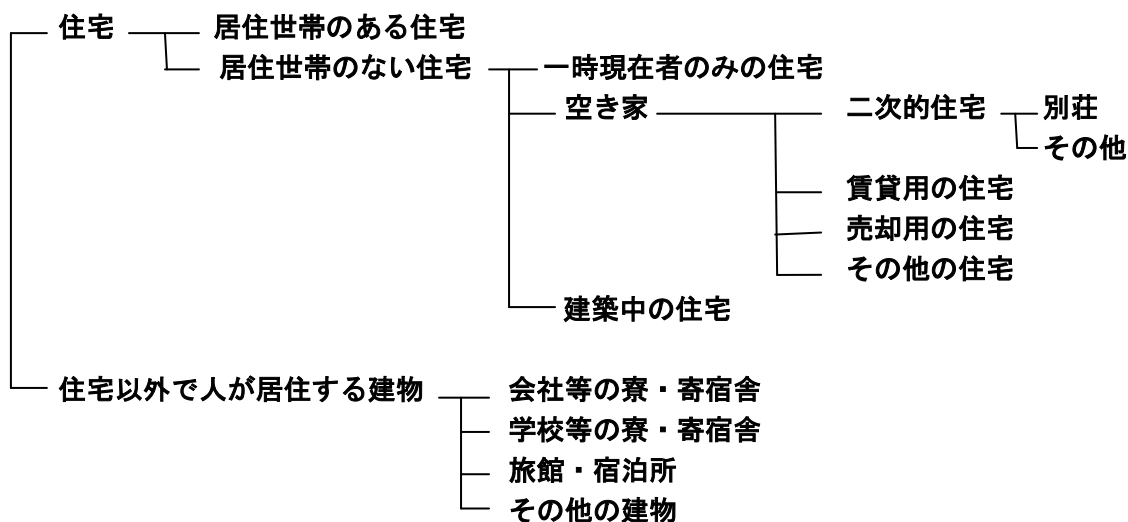 住宅 居住世帯のある住宅
居住世帯のない住宅 一時現在者のみの住宅
空き家 二次的住宅 別荘
その他
賃貸用の住宅
売却用の住宅
その他の住宅
建築中の住宅
住宅以外で人が居住する建物 会社等の寮・寄宿舎
学校等の寮・寄宿舎
旅館・宿泊所
その他の建物